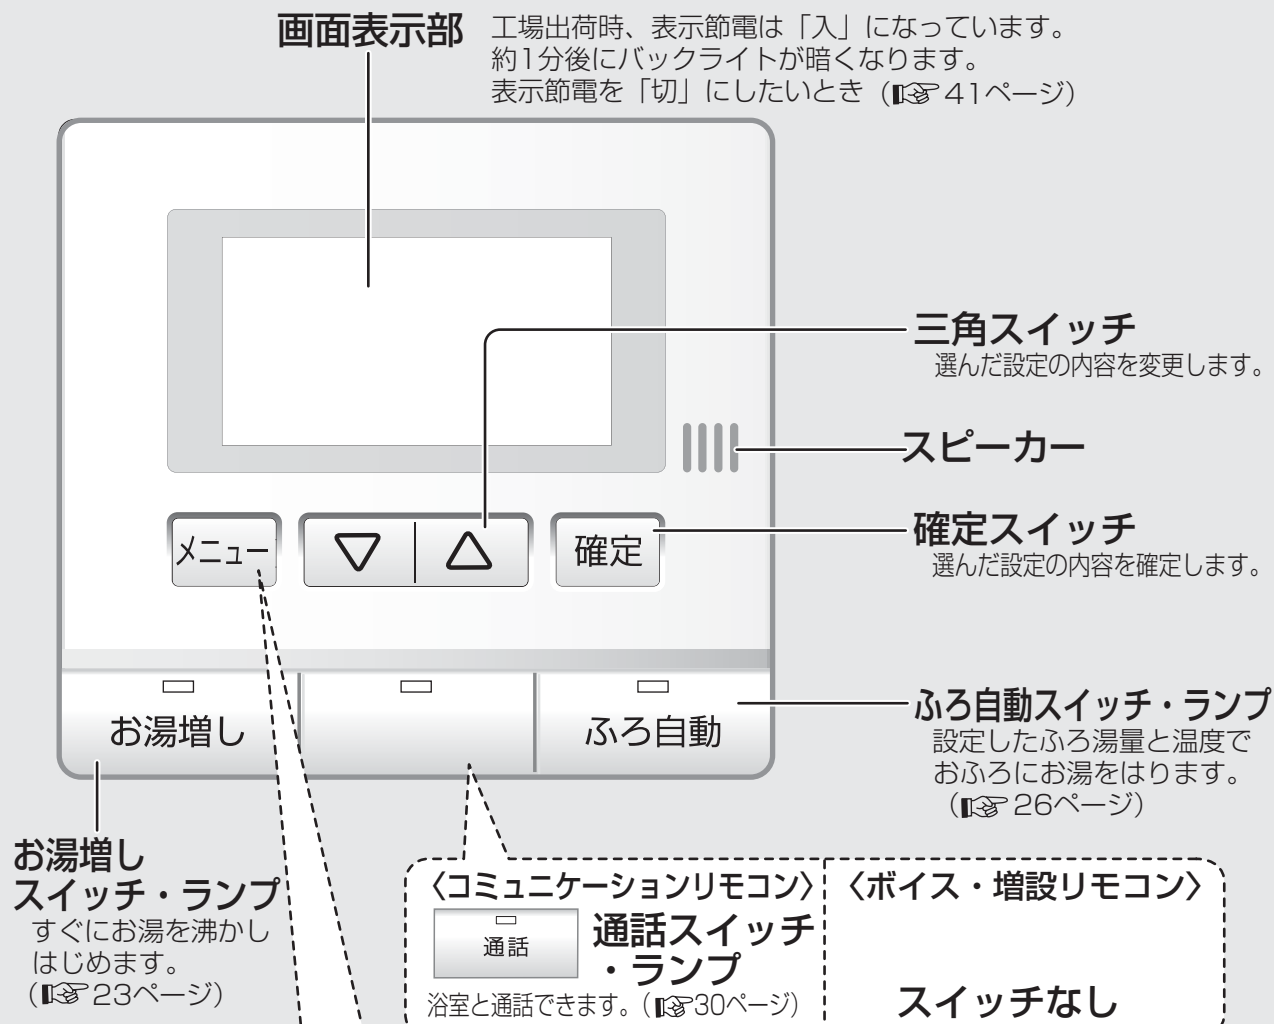 画面表示部
工場出荷時、表示節電は「入」になっています。
約1分後にバックライトが暗くなります。
表示節電を「切」にしたいとき（☞41ページ）
三角スイッチ
選んだ設定の内容を変更します。
スピーカー
確定スイッチ
選んだ設定の内容を確定します。
メニュー
▽
△
確定
お湯増し
ふろ自動
ふろ自動スイッチ・ランプ
設定したふろ湯量と温度で
おふろにお湯をはります。
（☞26ページ）
お湯増し
スイッチ・ランプ
すぐにお湯を沸かし
はじめます。
（☞23ページ）
〈コミュニケーションリモコン〉
通話
通話スイッチ
・ランプ
浴室と通話できます。（☞30ページ）
〈ボイス・増設リモコン〉
スイッチなし